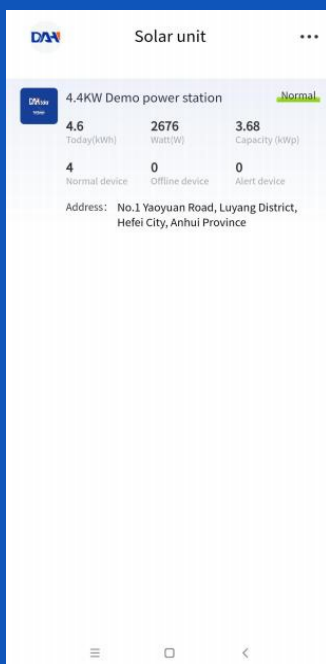 DAH
Solar unit
4.4KW Demo power station
Normal
4.6
2676
3.68
Today(kWh)
Watt(W)
Capacity (kWp)
4
0
0
Normal device
Offline device
Alert device
Address: No.1 Yaoyuan Road, Luyang District,
Hefei City, Anhui Province